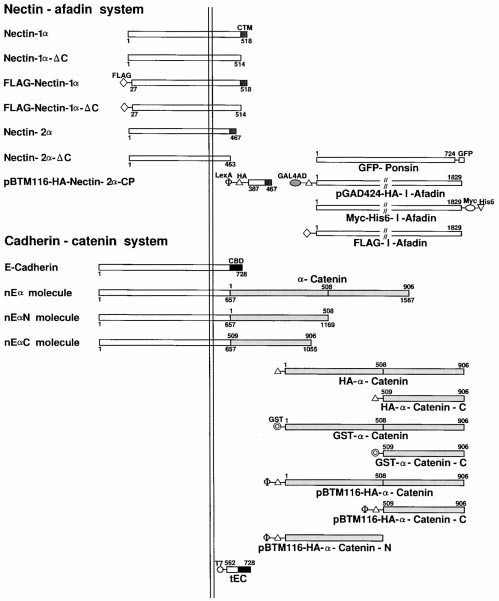 Nectin - afadin system
CTM
Nectin-1α
1 518
Nectin-1α-ΔC
1 514
FLAG
FLAG-Nectin-1α
27 518
FLAG-Nectin-1α-ΔC
27 514
Nectin- 2α
1 467
Nectin- 2α-ΔC
1 463
1 724 GFP
GFP- Ponsin
pBTM116-HA-Nectin- 2α-CP
LexA HA
387 467
GAL4AD 1 1829
pGAD424-HA- l -Afadin
1 1829 Myc His6
Myc-His6- l -Afadin
1 1829
FLAG- l -Afadin
Cadherin - catenin system
E-Cadherin
CBD
1 728
α- Catenin
nEα molecule
1 508 906
1 657 1567
nEαN molecule
1 508
1 657 1169
nEαC molecule
509 906
1 657 1055
1 508 906
HA-α- Catenin
509 906
HA-α- Catenin - C
GST 1 508 906
GST-α- Catenin
509 906
GST-α- Catenin - C
1 508 906
pBTM116-HA-α- Catenin
509 906
pBTM116-HA-α- Catenin - C
pBTM116-HA-α- Catenin - N
T7 562 728
tEC